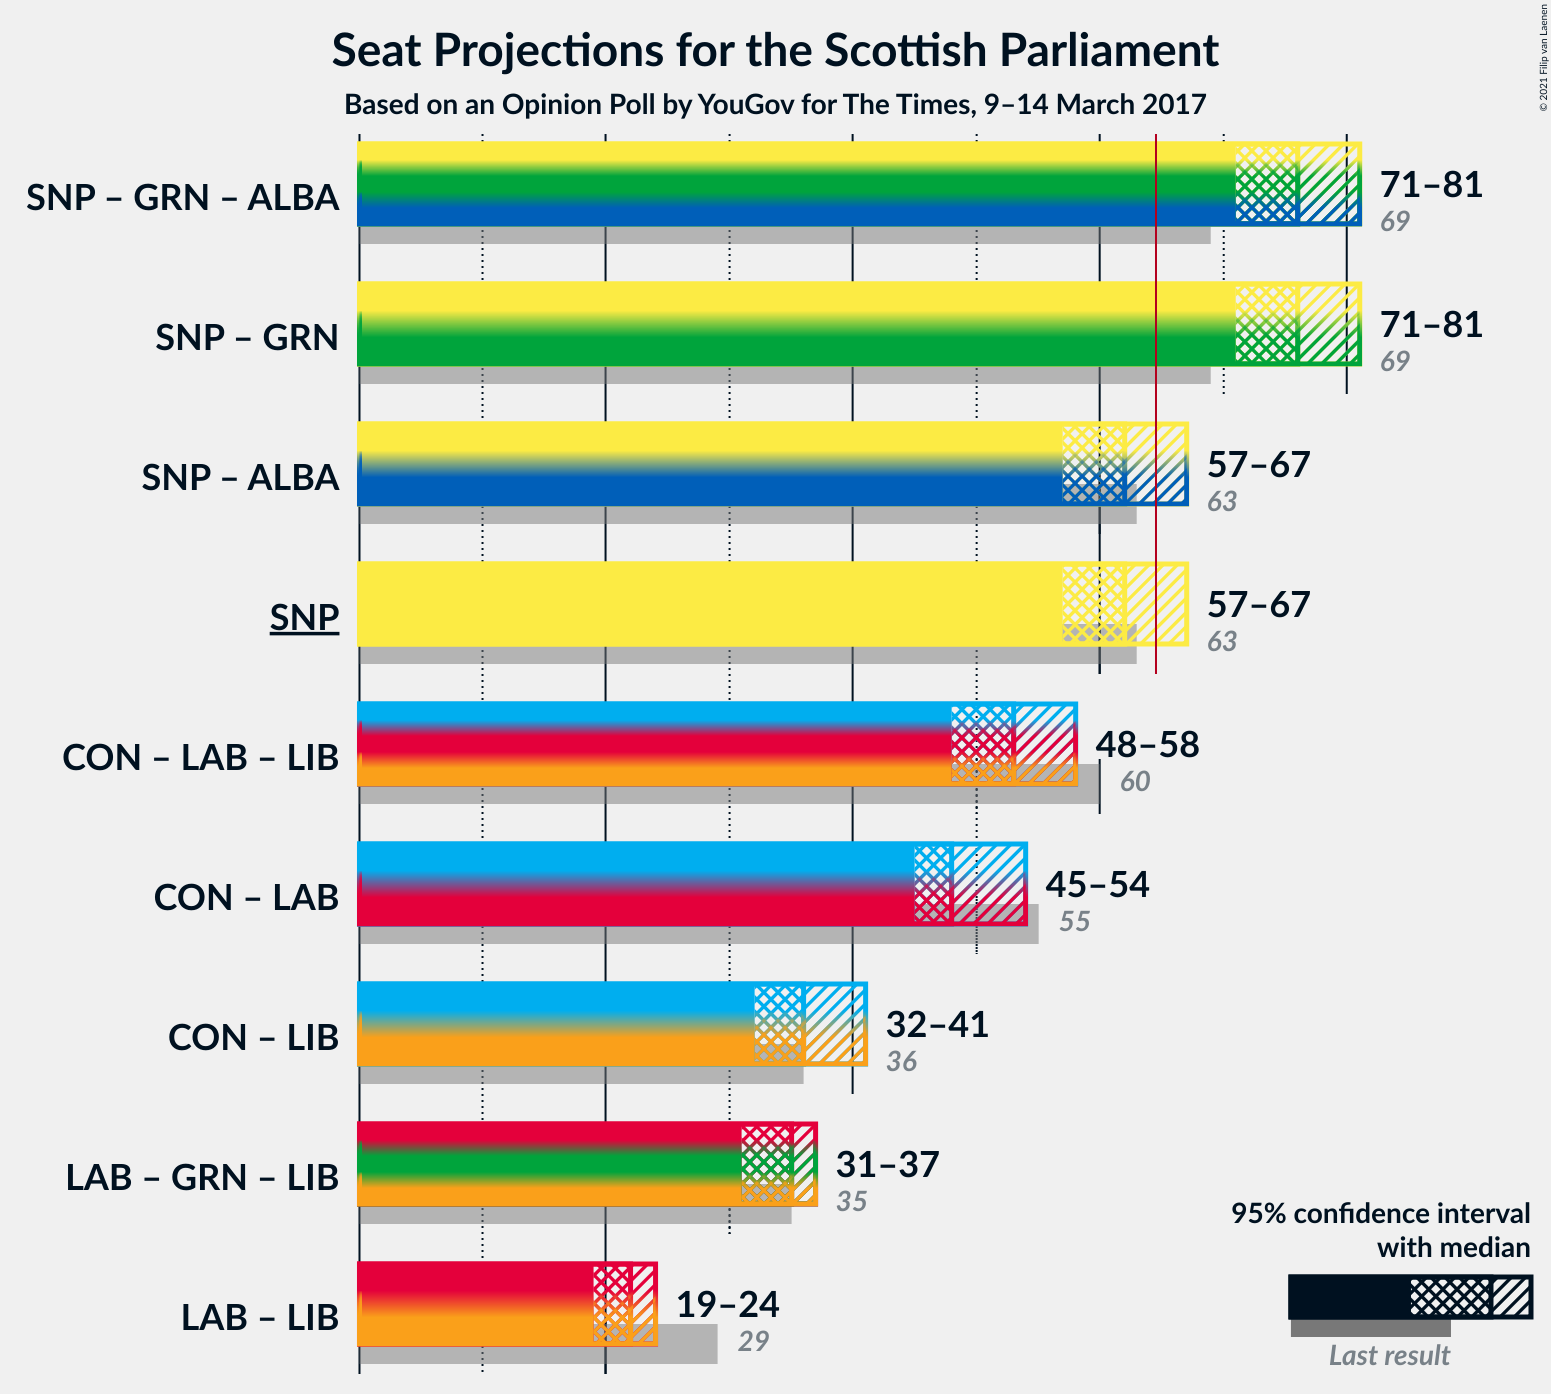 Seat Projections for the Scottish Parliament
Based on an Opinion Poll by YouGov for The Times, 9–14 March 2017
© 2021 Filip van Laenen
SNP – GRN – ALBA
71–81
69
SNP – GRN
71–81
69
SNP – ALBA
57–67
63
SNP
57–67
63
CON – LAB – LIB
48–58
60
CON – LAB
45–54
55
CON – LIB
32–41
36
LAB – GRN – LIB
31–37
35
LAB – LIB
19–24
29
95% confidence interval
with median
Last result